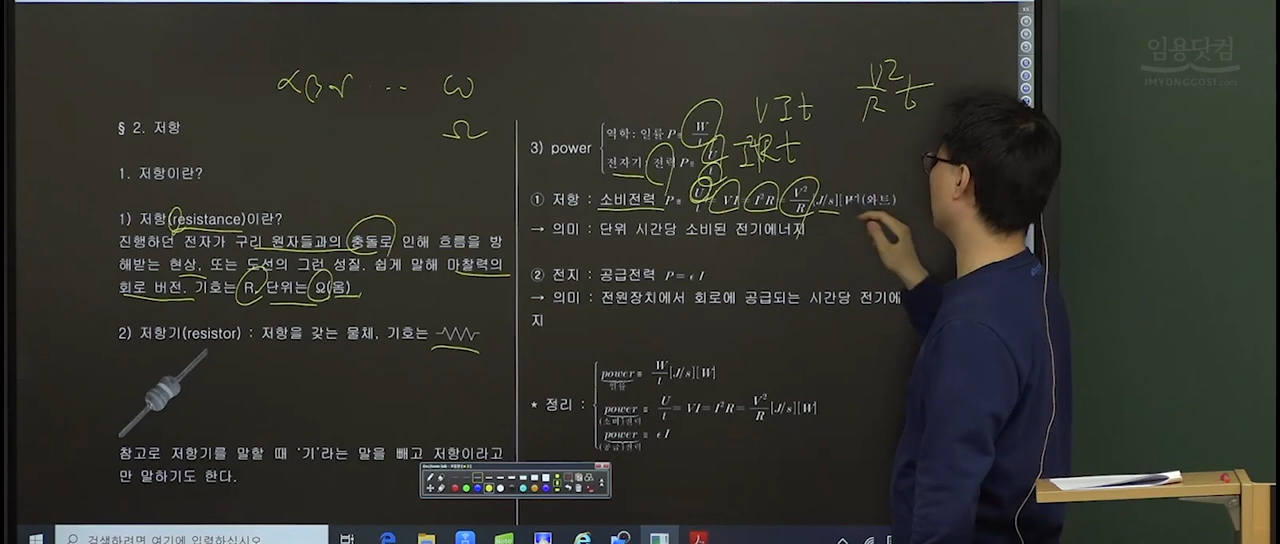 임용닷컴
IMYONGGOSI.COM
αβγ ... ω
Ω
VIt
V²/R t
I²Rt
§ 2. 저항
1. 저항이란?
1) 저항(resistance)이란?
진행하던 전자가 구리 원자들과의 충돌로 인해 흐름을 방
해받는 현상, 또는 도선의 그런 성질. 쉽게 말해 마찰력의
회로 버전. 기호는 R, 단위는 Ω(옴)
2) 저항기(resistor) : 저항을 갖는 물체, 기호는
참고로 저항기를 말할 때 '기'라는 말을 빼고 저항이라고
만 말하기도 한다.
3) power
역학: 일률 P≡ W/t
전자기: 전력 P≡ U/t
① 저항 : 소비전력 P≡ U/t = VI = I²R = V²/R [J/s][W](와트)
→ 의미 : 단위 시간당 소비된 전기에너지
② 전지 : 공급전력 P = ϵI
→ 의미 : 전원장치에서 회로에 공급되는 시간당 전기에
지
★ 정리 :
power ≡ W/t [J/s][W]
일률
power ≡ U/t = VI = I²R = V²/R [J/s][W]
(소비)전력
power ≡ ϵI
(공급)전력
검색하려면 여기에 입력하십시오.